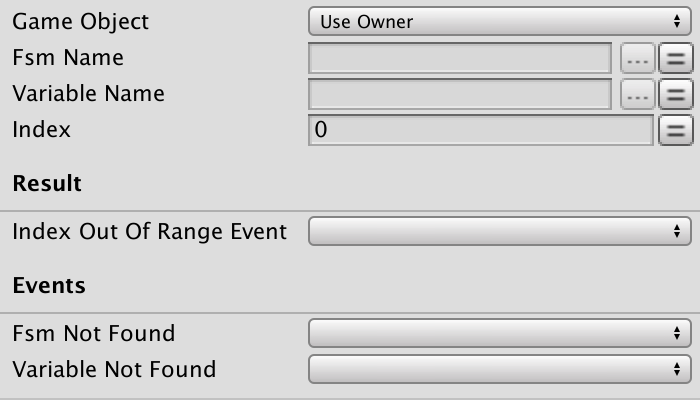 Game Object Use Owner
Fsm Name ... =
Variable Name ... =
Index 0 =
Result
Index Out Of Range Event
Events
Fsm Not Found
Variable Not Found